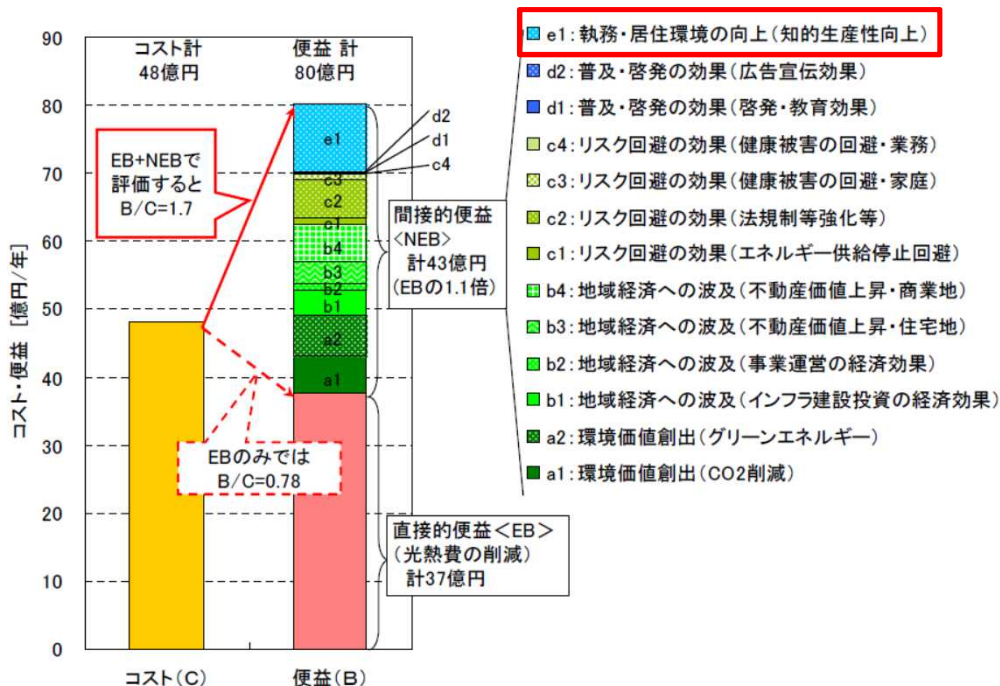 コスト・便益 [億円/年]
90
80
70
60
50
40
30
20
10
0
コスト計
48億円
便益 計
80億円
EB+NEBで
評価すると
B/C=1.7
EBのみでは
B/C=0.78
e1
c3
c2
c1
b4
b3
b2
b1
a2
a1
d2
d1
c4
間接的便益
<NEB>
計43億円
(EBの1.1倍)
直接的便益<EB>
(光熱費の削減)
計37億円
コスト(C)
便益(B)
e1:執務・居住環境の向上(知的生産性向上)
d2:普及・啓発の効果(広告宣伝効果)
d1:普及・啓発の効果(啓発・教育効果)
c4:リスク回避の効果(健康被害の回避・業務)
c3:リスク回避の効果(健康被害の回避・家庭)
c2:リスク回避の効果(法規制等強化等)
c1:リスク回避の効果(エネルギー供給停止回避)
b4:地域経済への波及(不動産価値上昇・商業地)
b3:地域経済への波及(不動産価値上昇・住宅地)
b2:地域経済への波及(事業運営の経済効果)
b1:地域経済への波及(インフラ建設投資の経済効果)
a2:環境価値創出(グリーンエネルギー)
a1:環境価値創出(CO2削減)